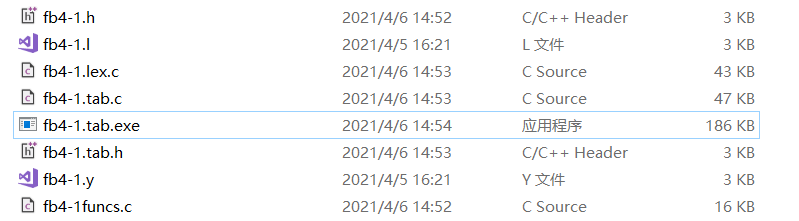 fb4-1.h 2021/4/6 14:52 C/C++ Header 3 KB
fb4-1.l 2021/4/5 16:21 L 文件 3 KB
fb4-1.lex.c 2021/4/6 14:53 C Source 43 KB
fb4-1.tab.c 2021/4/6 14:53 C Source 47 KB
fb4-1.tab.exe 2021/4/6 14:54 应用程序 186 KB
fb4-1.tab.h 2021/4/6 14:53 C/C++ Header 3 KB
fb4-1.y 2021/4/5 16:21 Y 文件 3 KB
fb4-1funcs.c 2021/4/6 14:52 C Source 16 KB